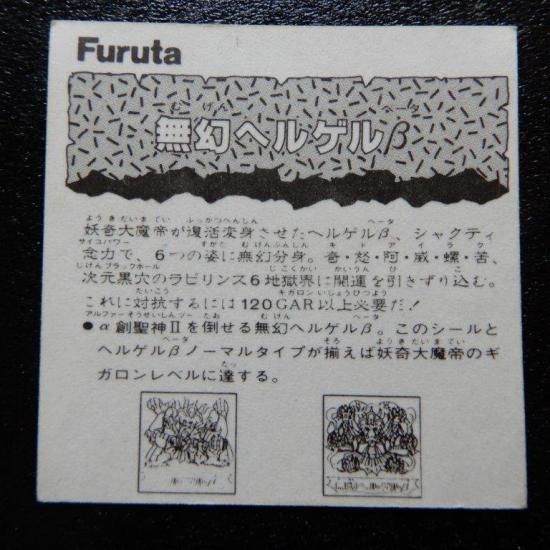 Furuta
無幻ヘルゲルβ
妖奇大魔帝が復活変身させたヘルゲルβ、シャクティ
念力で、6つの姿に無幻分身。奇・怒・阿・威・螺・苦、
次元黒穴のラビリンス6地獄界に開運を引きずり込む。
これに対抗するには120GAR以上必要だ!
●α創聖神Ⅱを倒せる無幻ヘルゲルβ。このシールと
ヘルゲルβノーマルタイプが揃えば妖奇大魔帝のギ
ガロンレベルに達する。